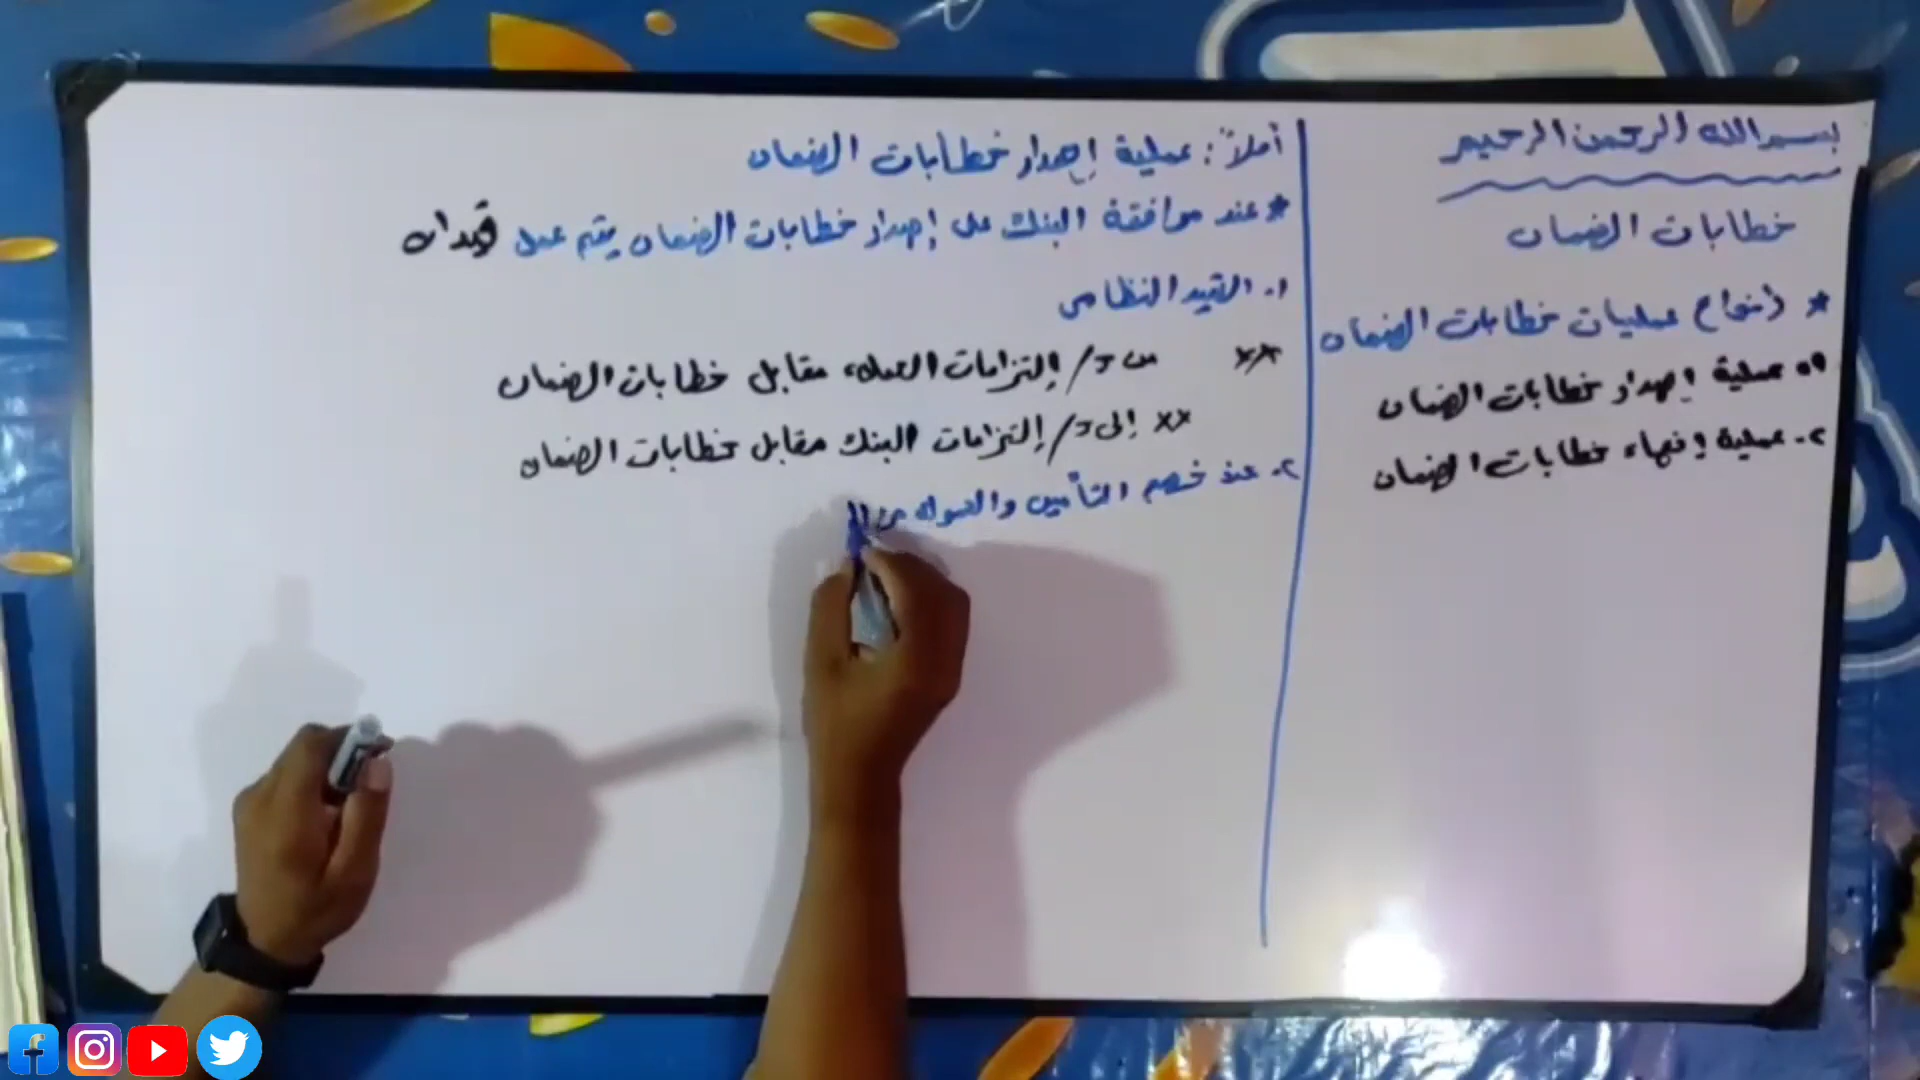 بسم الله الرحمن الرحيم
خطابات الضمان
* أنواع عمليات خطابات الضمان
١. عملية إصدار خطابات الضمان
٢. عملية إنهاء خطابات الضمان
أولاً: عملية إصدار خطابات الضمان
* عند موافقة البنك على إصدار خطابات الضمان يتم عمل قيدان
١. القيد النظامي
×× من ح/ إلتزامات العملاء مقابل خطابات الضمان
×× إلى ح/ إلتزامات البنك مقابل خطابات الضمان
٢. عند خصم التأمين والعمولة من ال